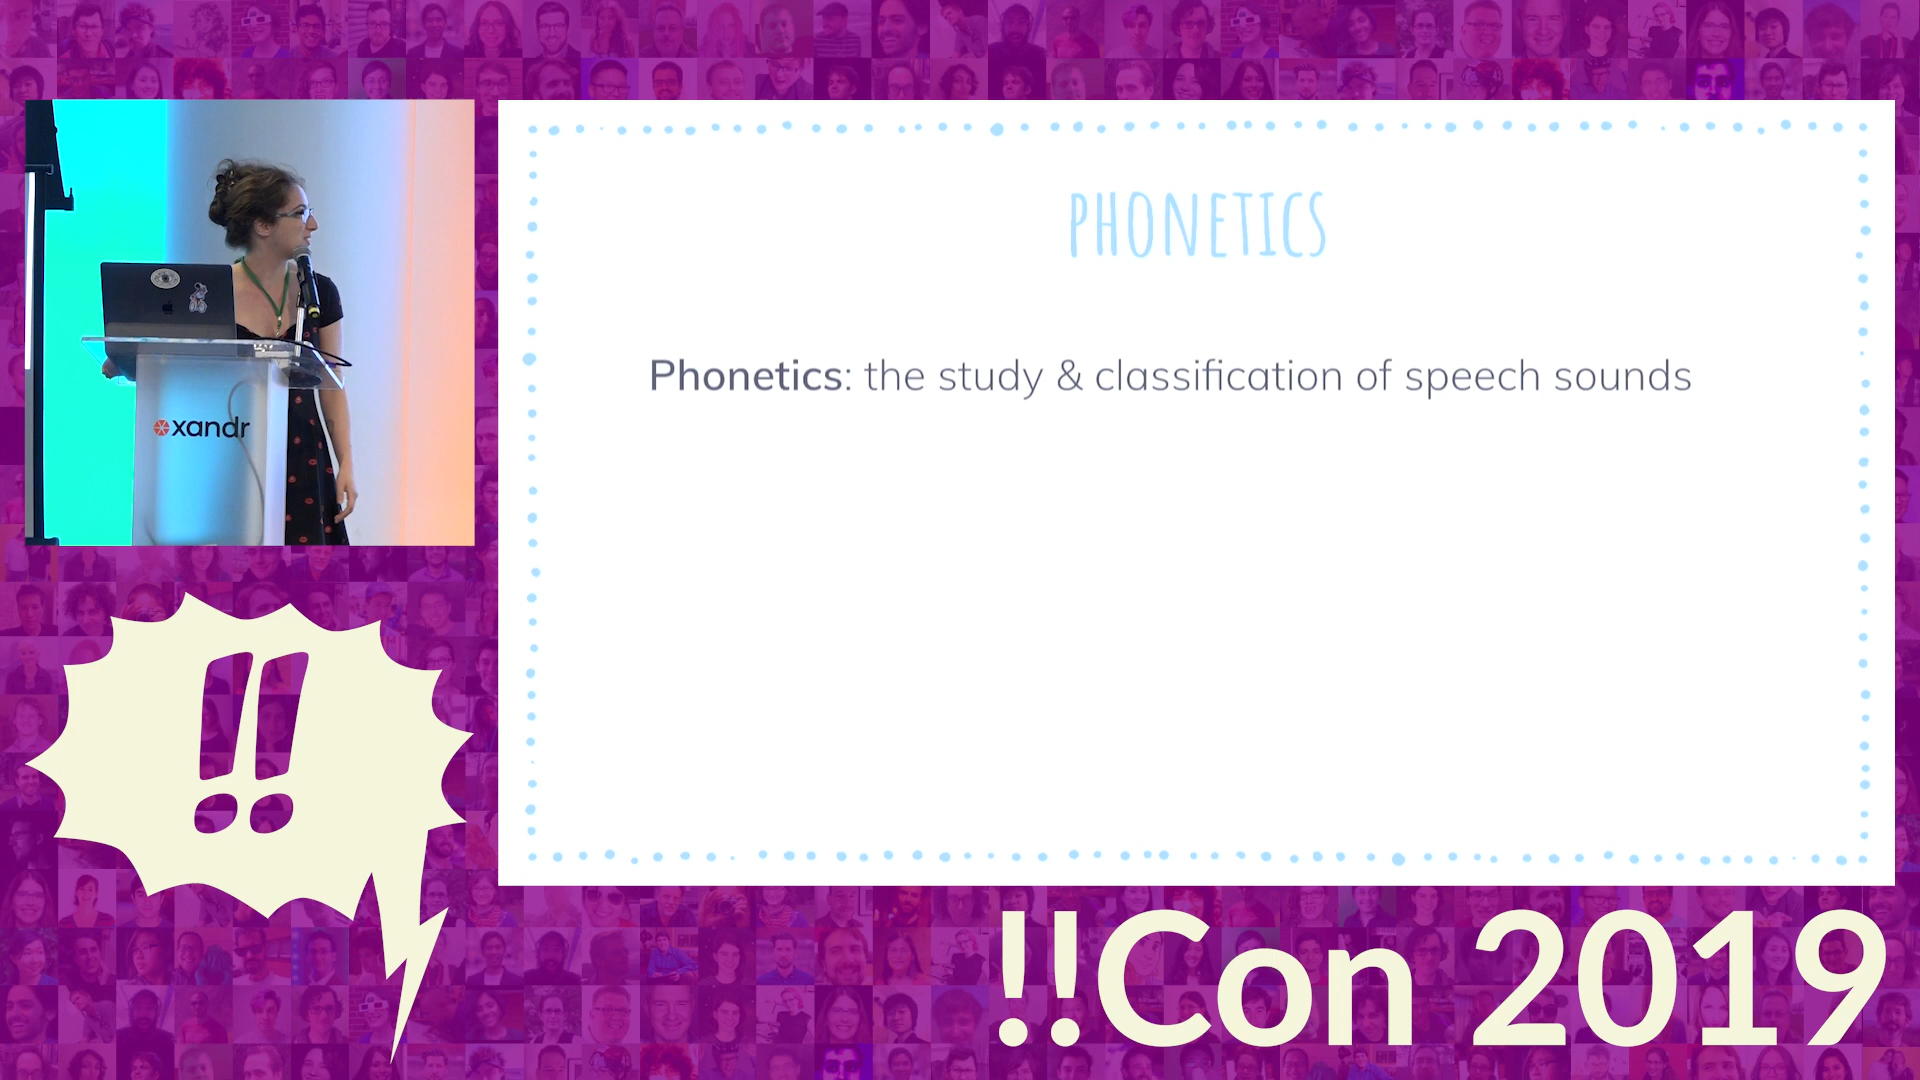 PHONETICS
Phonetics: the study & classification of speech sounds
xandr
!!
!!Con 2019